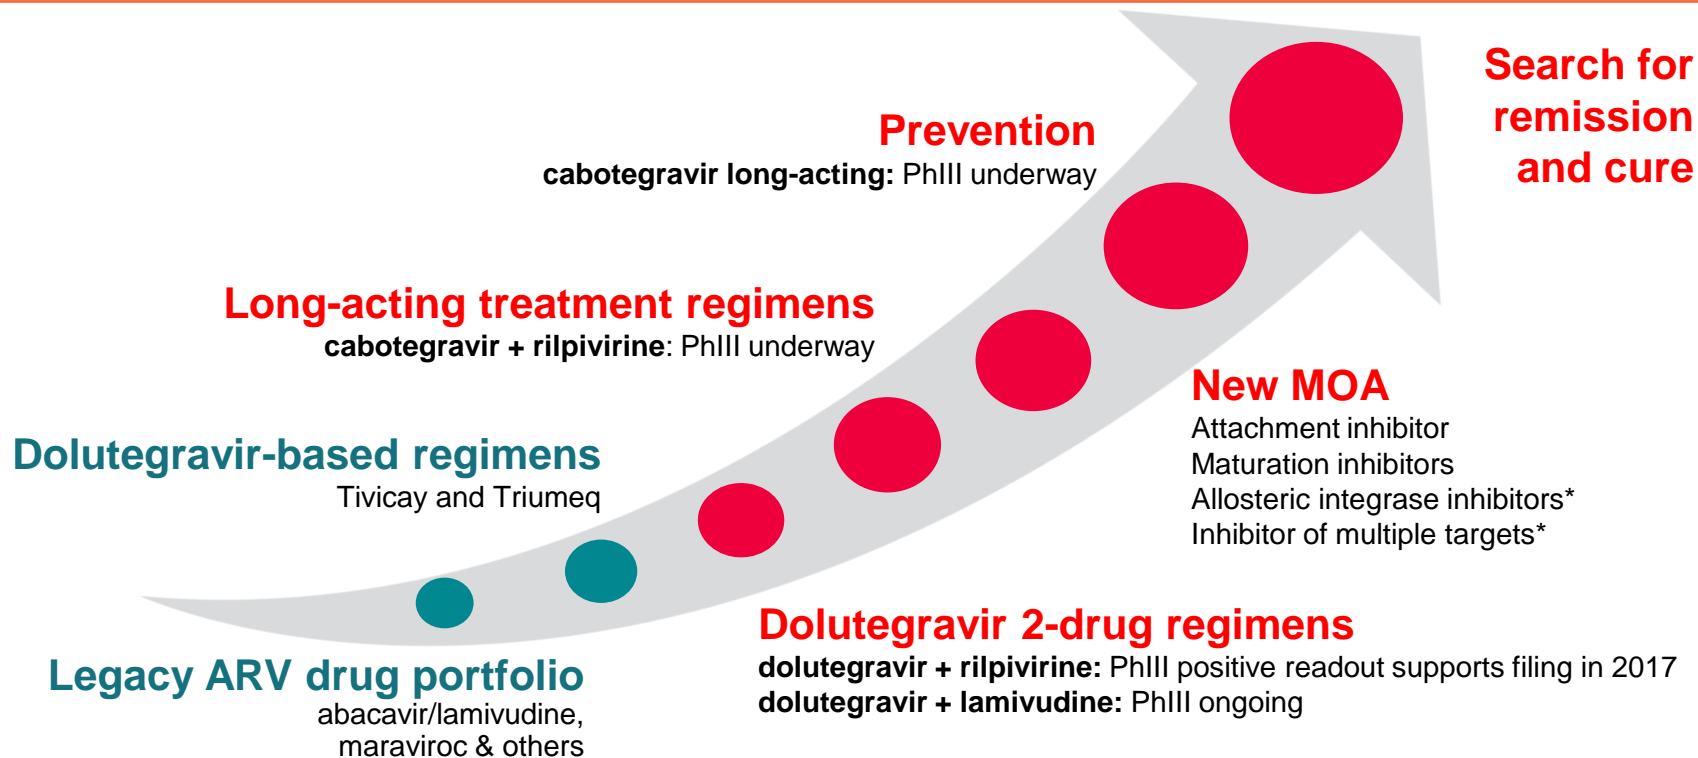 Search for
remission
and cure
Prevention
cabotegravir long-acting: PhIII underway
Long-acting treatment regimens
cabotegravir + rilpivirine: PhIII underway
New MOA
Attachment inhibitor
Maturation inhibitors
Allosteric integrase inhibitors*
Inhibitor of multiple targets*
Dolutegravir-based regimens
Tivicay and Triumeq
Dolutegravir 2-drug regimens
dolutegravir + rilpivirine: PhIII positive readout supports filing in 2017
dolutegravir + lamivudine: PhIII ongoing
Legacy ARV drug portfolio
abacavir/lamivudine,
maraviroc & others